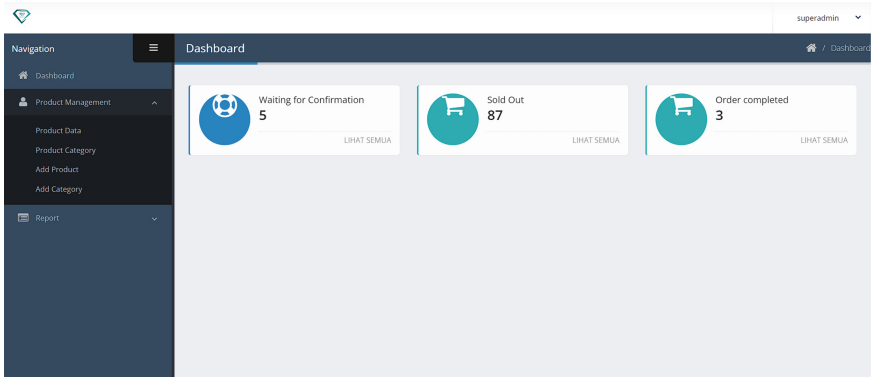 superadmin
Navigation
Dashboard
/ Dashboard
Dashboard
Product Management
Product Data
Product Category
Add Product
Add Category
Report
Waiting for Confirmation
5
LIHAT SEMUA
Sold Out
87
LIHAT SEMUA
Order completed
3
LIHAT SEMUA